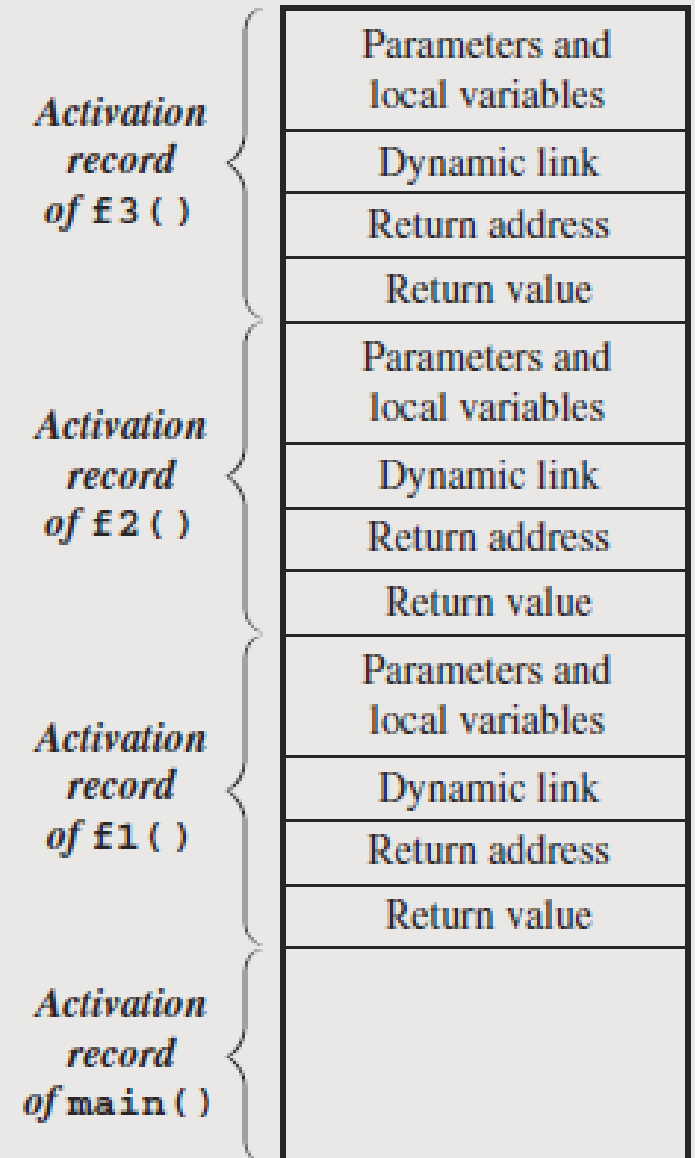 Parameters and
local variables
Activation
record
of f3()
Dynamic link
Return address
Return value
Parameters and
local variables
Activation
record
of f2()
Dynamic link
Return address
Return value
Parameters and
local variables
Activation
record
of f1()
Dynamic link
Return address
Return value
Activation
record
of main()